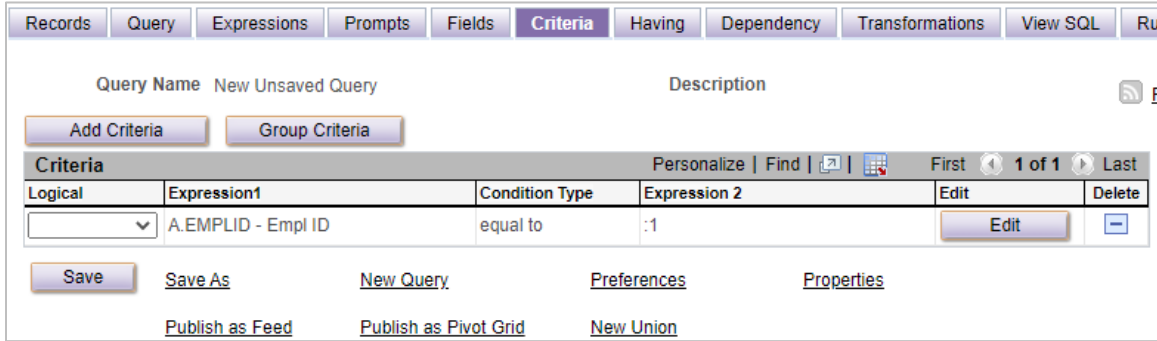 Records Query Expressions Prompts Fields Criteria Having Dependency Transformations View SQL
Query Name New Unsaved Query Description
Add Criteria Group Criteria
Criteria Personalize | Find | | First 1 of 1 Last
Logical Expression1 Condition Type Expression 2 Edit Delete
A.EMPLID - Empl ID equal to :1 Edit
Save Save As New Query Preferences Properties
Publish as Feed Publish as Pivot Grid New Union